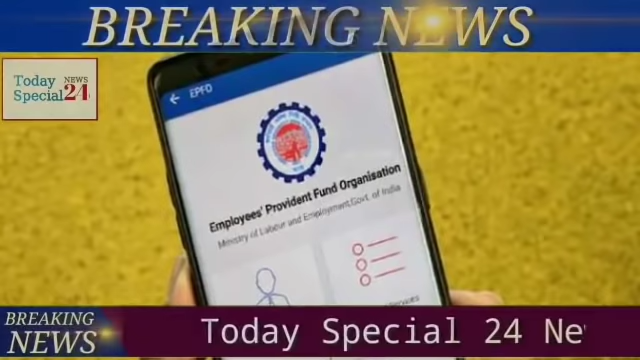 BREAKING NEWS
Today NEWS
Special 24
EPFO
Employees' Provident Fund Organisation
Ministry of Labour and Employment,Govt. of India
BREAKING
NEWS
Today Special 24 Ne